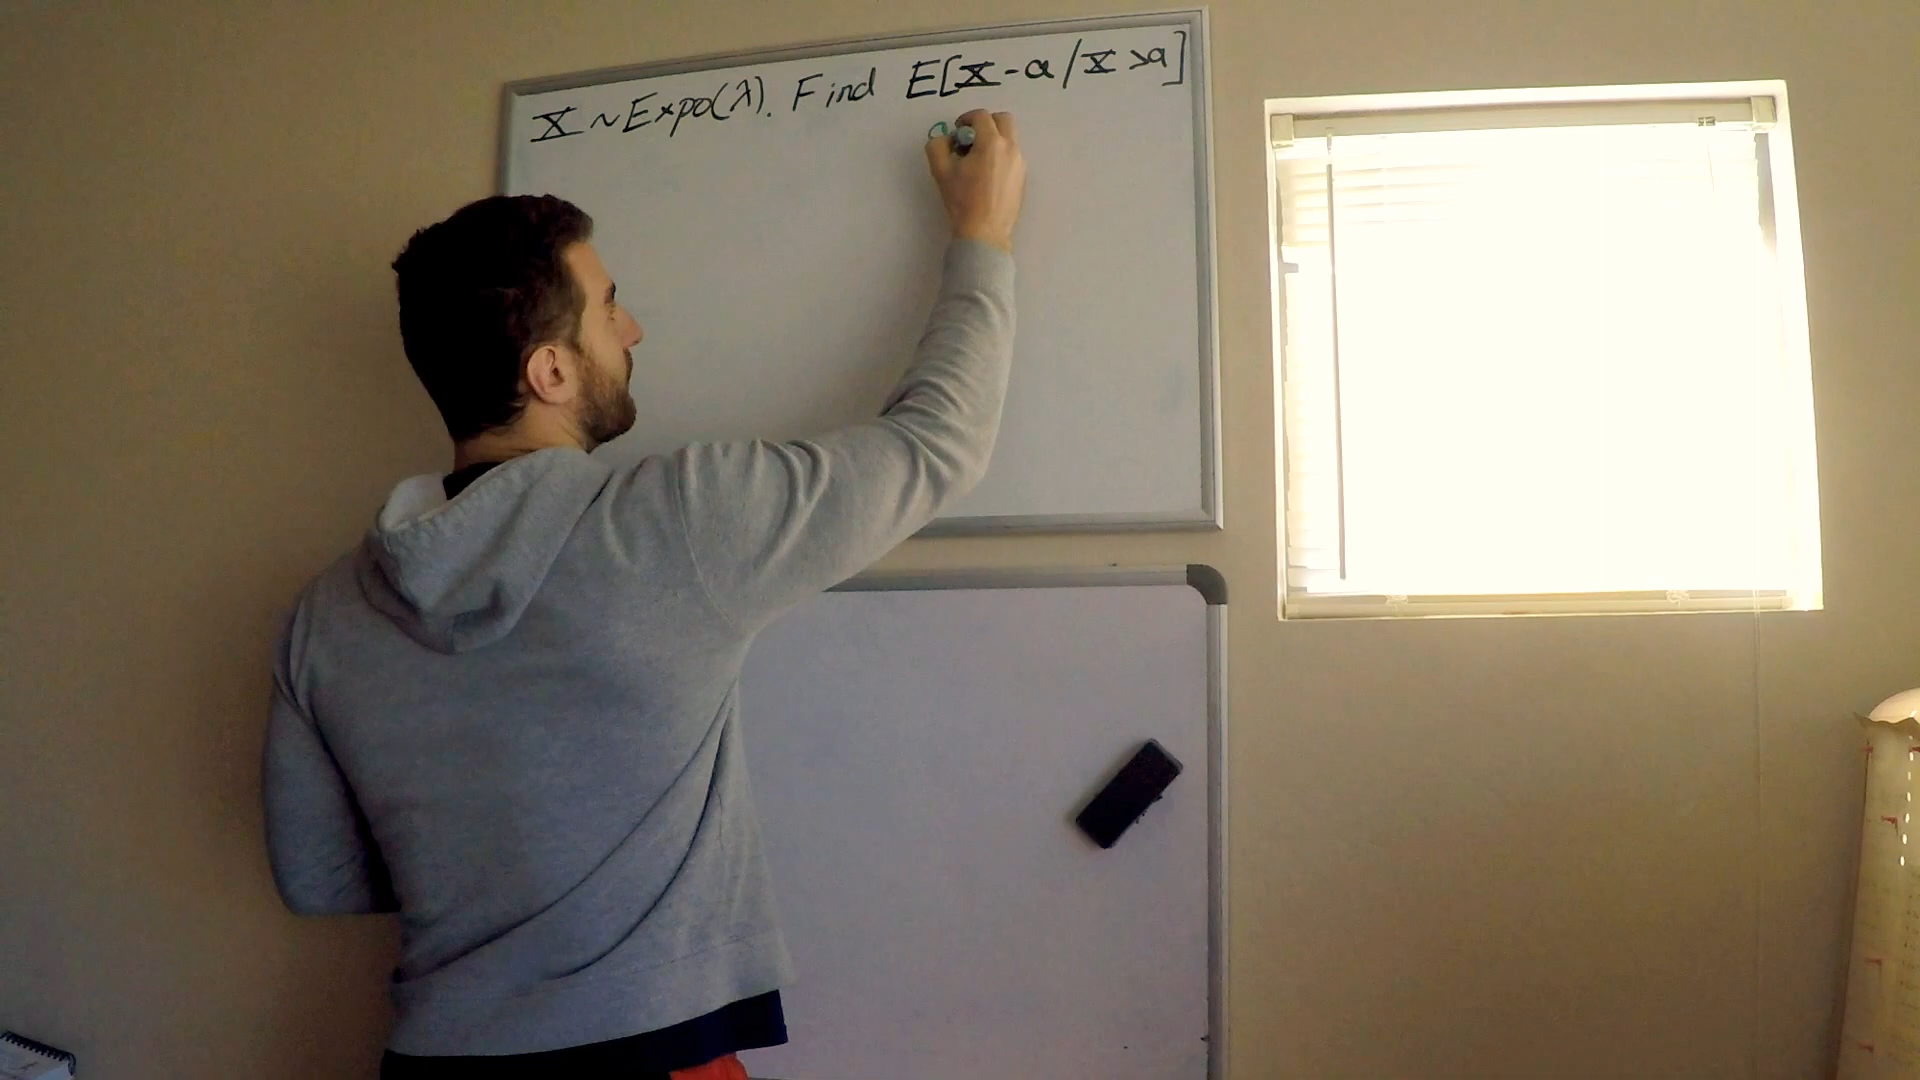 X ~ Expo(λ). Find E[X-a/X>a]